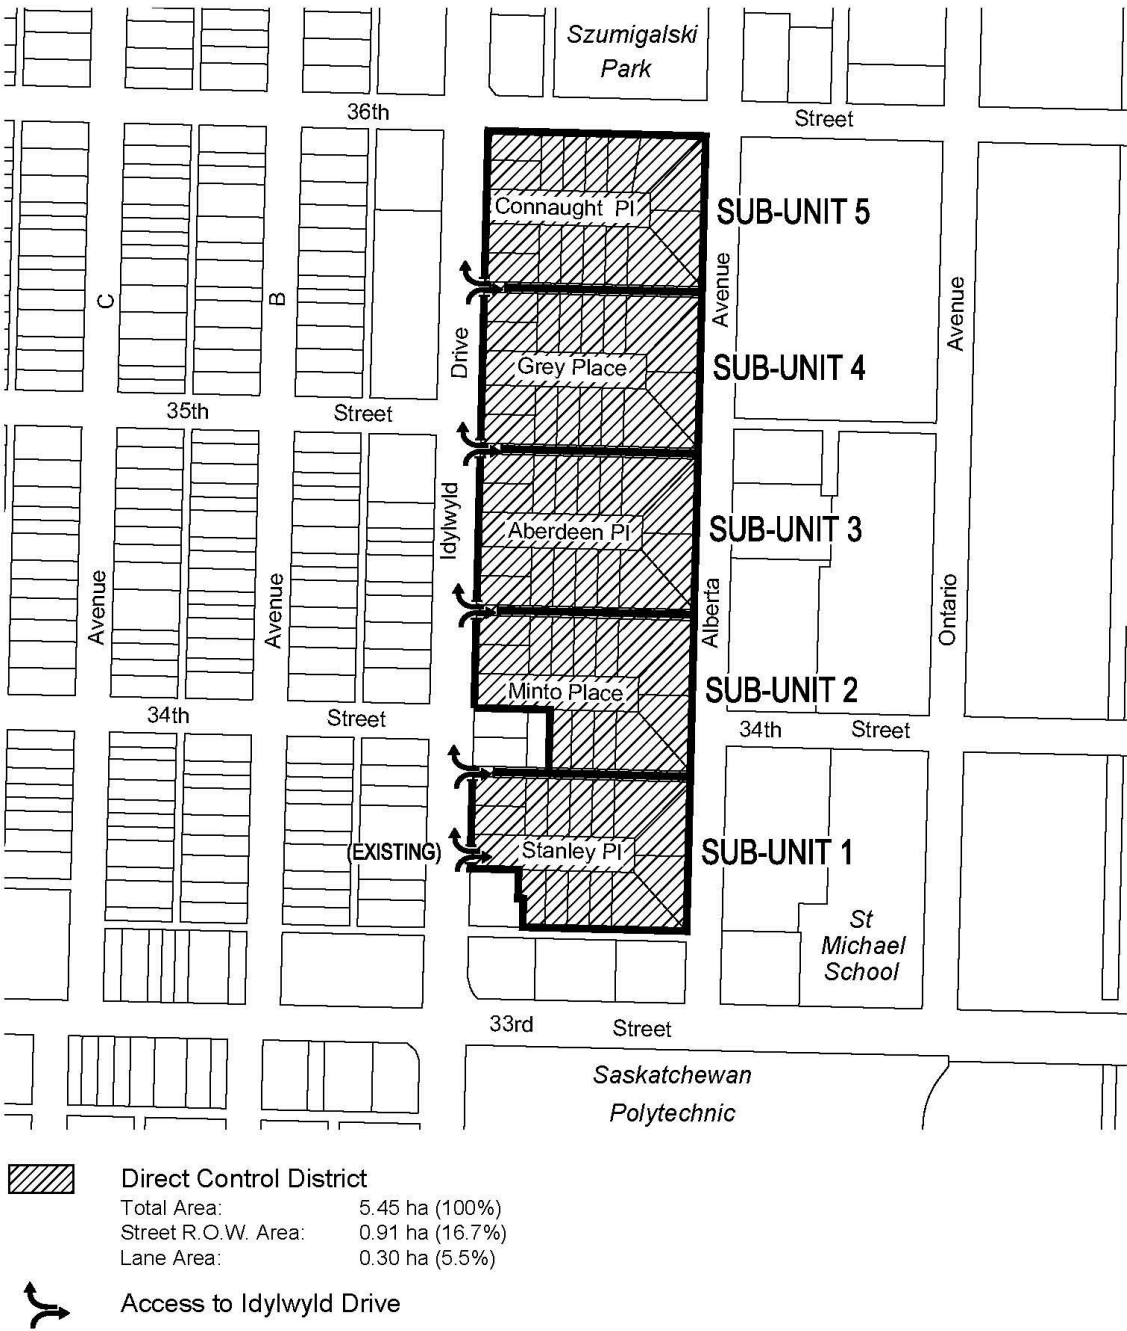 Szumigalski
Park
36th
Street
Connaught Pl
SUB-UNIT 5
C
B
Drive
Avenue
Avenue
Grey Place
SUB-UNIT 4
35th
Street
Idylwyld
Aberdeen Pl
SUB-UNIT 3
Avenue
Avenue
Alberta
Ontario
Minto Place
SUB-UNIT 2
34th
Street
34th
Street
(EXISTING)
Stanley Pl
SUB-UNIT 1
St
Michael
School
33rd
Street
Saskatchewan
Polytechnic
Direct Control District
Total Area: 5.45 ha (100%)
Street R.O.W. Area: 0.91 ha (16.7%)
Lane Area: 0.30 ha (5.5%)
Access to Idylwyld Drive